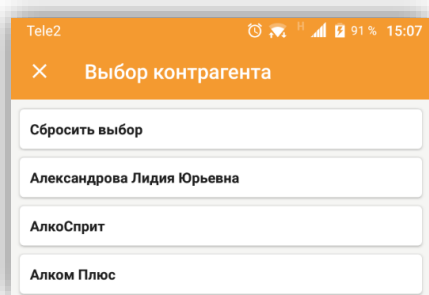 Tele2 H 91 % 15:07
× Выбор контрагента
Сбросить выбор
Александрова Лидия Юрьевна
АлкоСприт
Алком Плюс